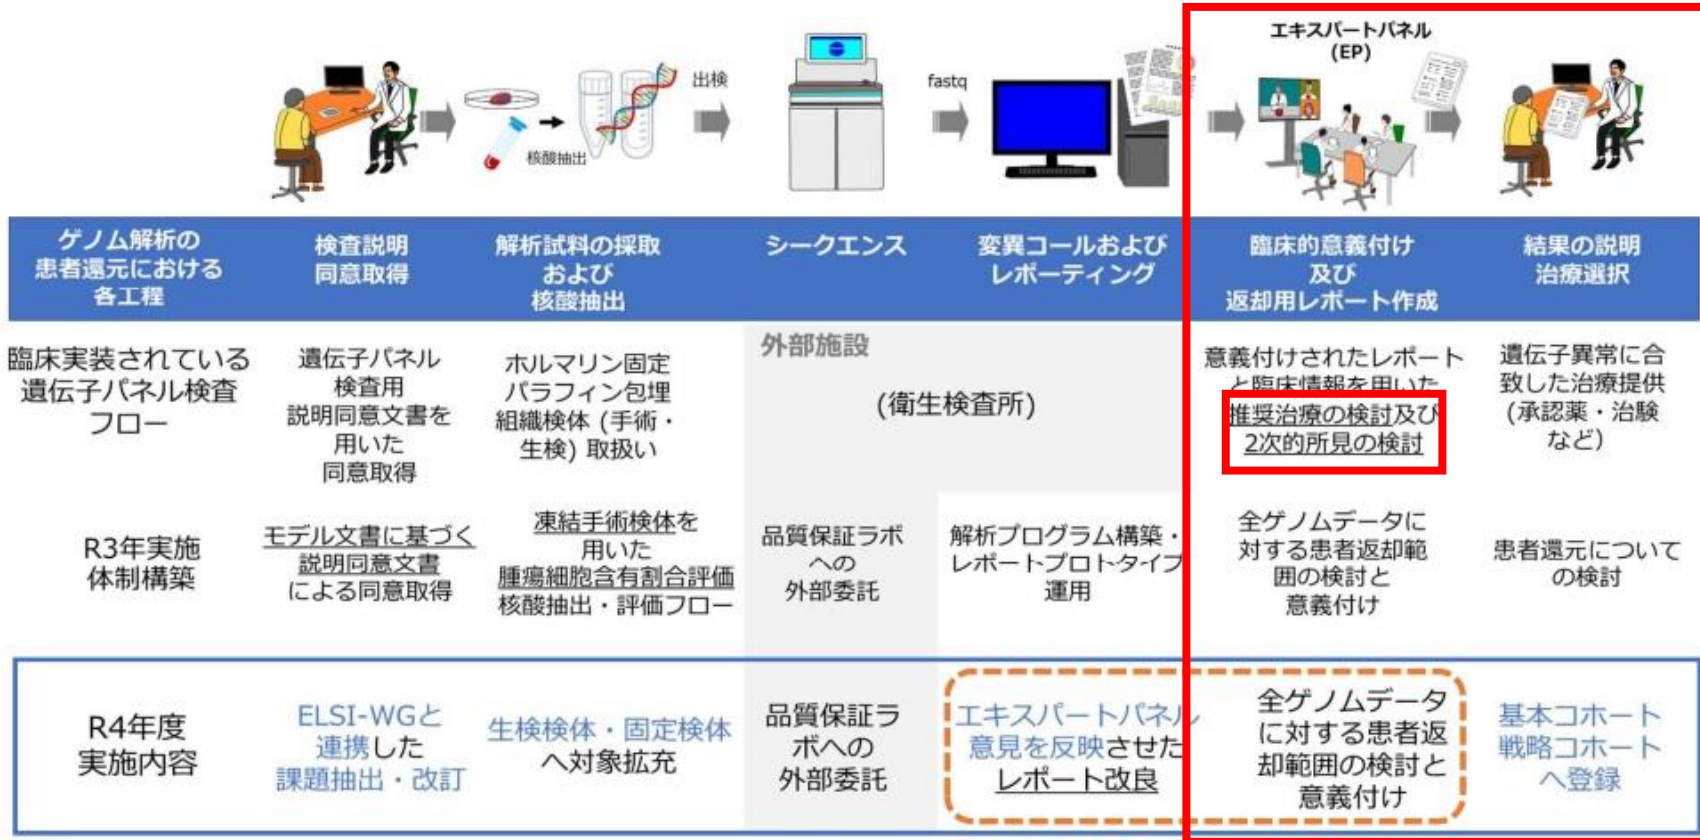 エキスパートパネル
(EP)
出検
fastq
核酸抽出
ゲノム解析の
患者還元における
各工程
検査説明
同意取得
解析試料の採取
および
核酸抽出
シークエンス
変異コールおよび
レポーティング
臨床的意義付け
及び
返却用レポート作成
結果の説明
治療選択
臨床実装されている
遺伝子パネル検査
フロー
遺伝子パネル
検査用
説明同意文書を
用いた
同意取得
ホルマリン固定
パラフィン包埋
組織検体 (手術・
生検) 取扱い
外部施設
(衛生検査所)
意義付けされたレポート
と臨床情報を用いた
推奨治療の検討及び
2次的所見の検討
遺伝子異常に合
致した治療提供
(承認薬・治験
など)
R3年実施
体制構築
モデル文書に基づく
説明同意文書
による同意取得
凍結手術検体を
用いた
腫瘍細胞含有割合評価
核酸抽出・評価フロー
品質保証ラボ
への
外部委託
解析プログラム構築・
レポートプロトタイプ
運用
全ゲノムデータに
対する患者返却範
囲の検討と
意義付け
患者還元について
の検討
R4年度
実施内容
ELSI-WGと
連携した
課題抽出・改訂
生検検体・固定検体
へ対象拡充
品質保証ラ
ボへの
外部委託
エキスパートパネル
意見を反映させた
レポート改良
全ゲノムデータ
に対する患者返
却範囲の検討と
意義付け
基本コホート
戦略コホート
へ登録